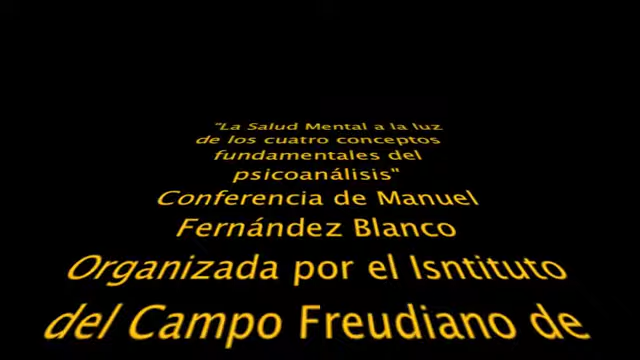 "La Salud Mental a la luz
de los cuatro conceptos
fundamentales del
psicoanálisis"
Conferencia de Manuel
Fernández Blanco
Organizada por el Isntituto
del Campo Freudiano de